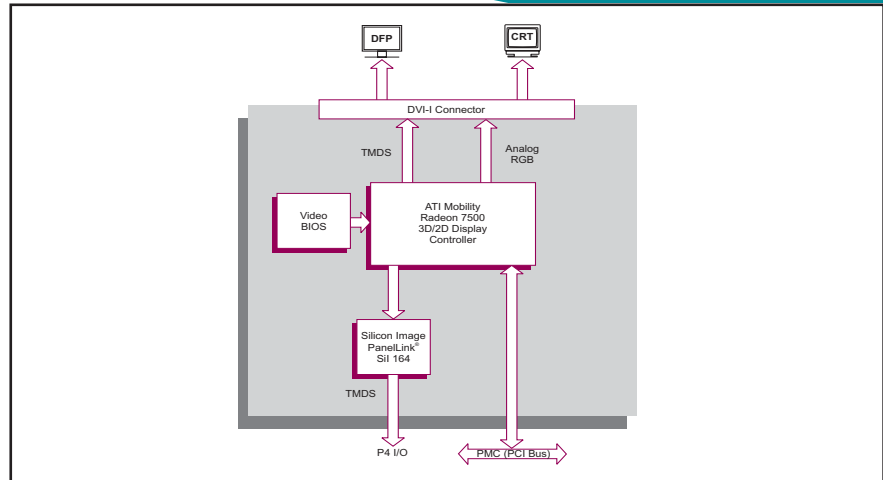 DFP
CRT
DVI-I Connector
TMDS
Analog
RGB
Video
BIOS
ATI Mobility
Radeon 7500
3D/2D Display
Controller
Silicon Image
PanelLink®
SiI 164
TMDS
P4 I/O
PMC (PCI Bus)